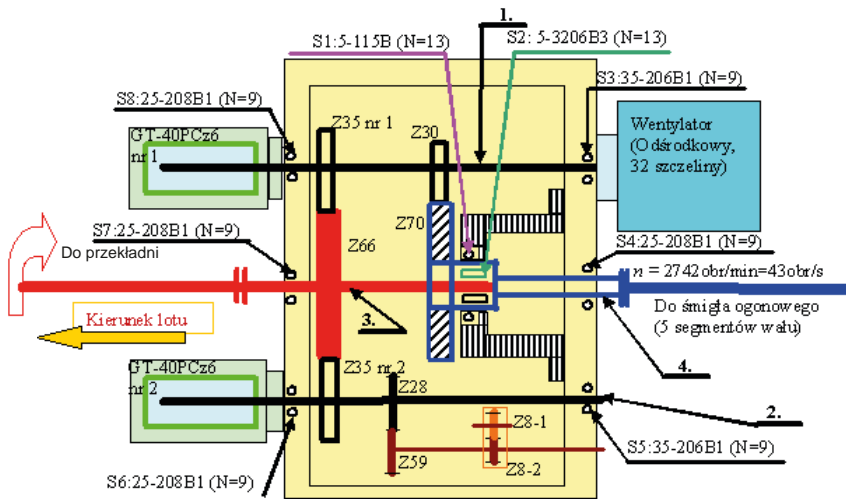 S1:5-115B (N=13)
S2: 5-3206B3 (N=13)
1.
S3:35-206B1 (N=9)
S8:25-208B1 (N=9)
GT-40PCz6
nr 1
Z35 nr 1
Z30
Wentylator
(Odśrodkowy,
32 szczeliny)
S7:25-208B1 (N=9)
Do przekładni
Z66
Z70
S4:25-208B1 (N=9)
n = 2742obr/min=43obr/s
Kierunek lotu
3.
Do śmigła ogonowego
(5 segmentów wału)
4.
GT-40PCz6
nr 2
Z35 nr 2
Z28
2.
Z8-1
Z59
Z8-2
S5:35-206B1 (N=9)
S6:25-208B1 (N=9)